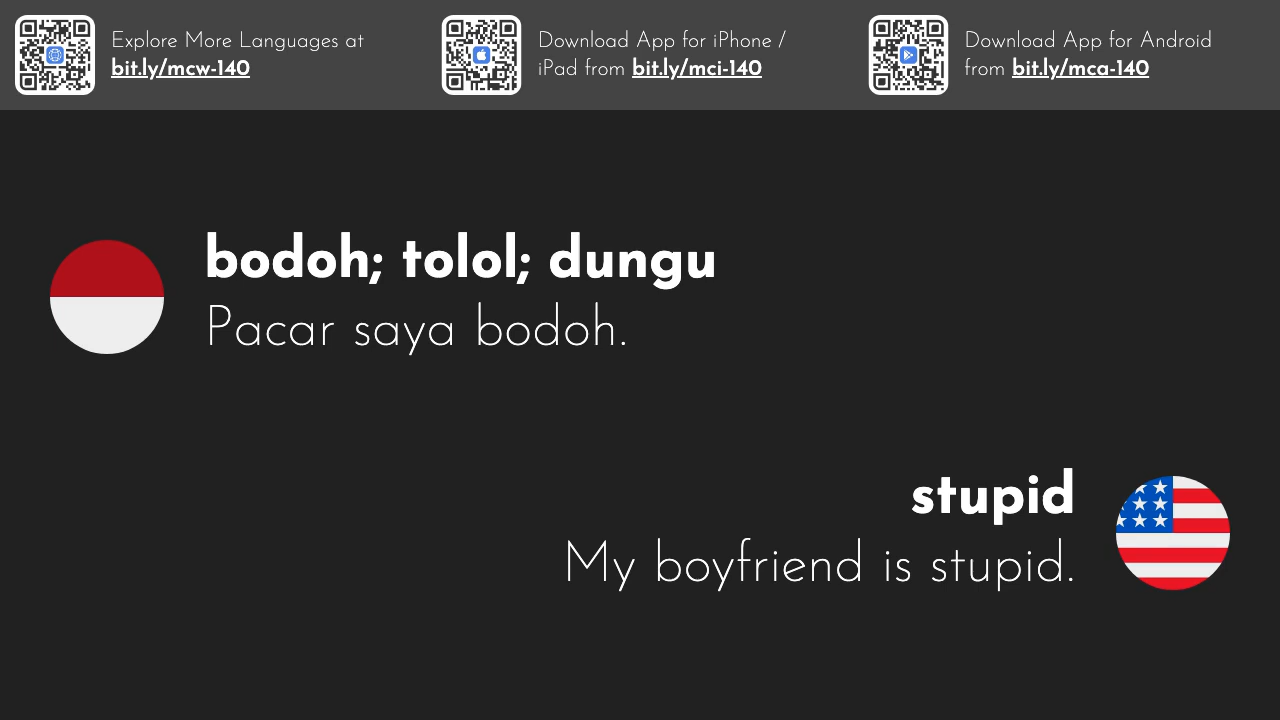 Explore More Languages at
bit.ly/mcw-140
Download App for iPhone /
iPad from bit.ly/mci-140
Download App for Android
from bit.ly/mca-140
bodoh; tolol; dungu
Pacar saya bodoh.
stupid
My boyfriend is stupid.